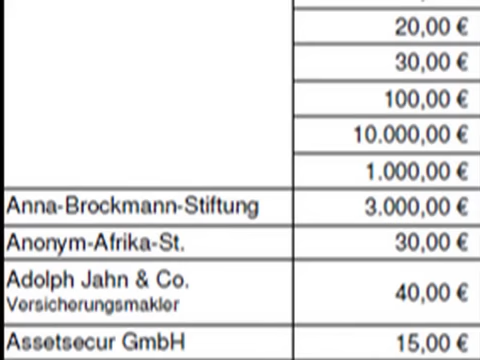 20,00 €
30,00 €
100,00 €
10.000,00 €
1.000,00 €
Anna-Brockmann-Stiftung 3.000,00 €
Anonym-Afrika-St. 30,00 €
Adolph Jahn & Co.
Versicherungsmakler 40,00 €
Assetsecur GmbH 15,00 €